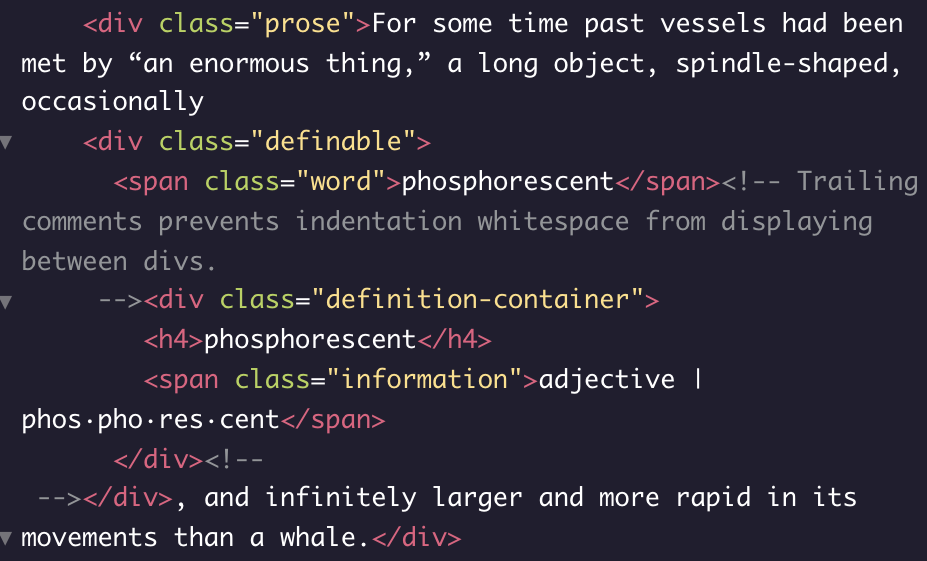 <div class="prose">For some time past vessels had been
met by “an enormous thing,” a long object, spindle-shaped,
occasionally
<div class="definable">
<span class="word">phosphorescent</span><!-- Trailing
comments prevents indentation whitespace from displaying
between divs.
--><div class="definition-container">
<h4>phosphorescent</h4>
<span class="information">adjective |
phos·pho·res·cent</span>
</div><!--
--></div>, and infinitely larger and more rapid in its
movements than a whale.</div>